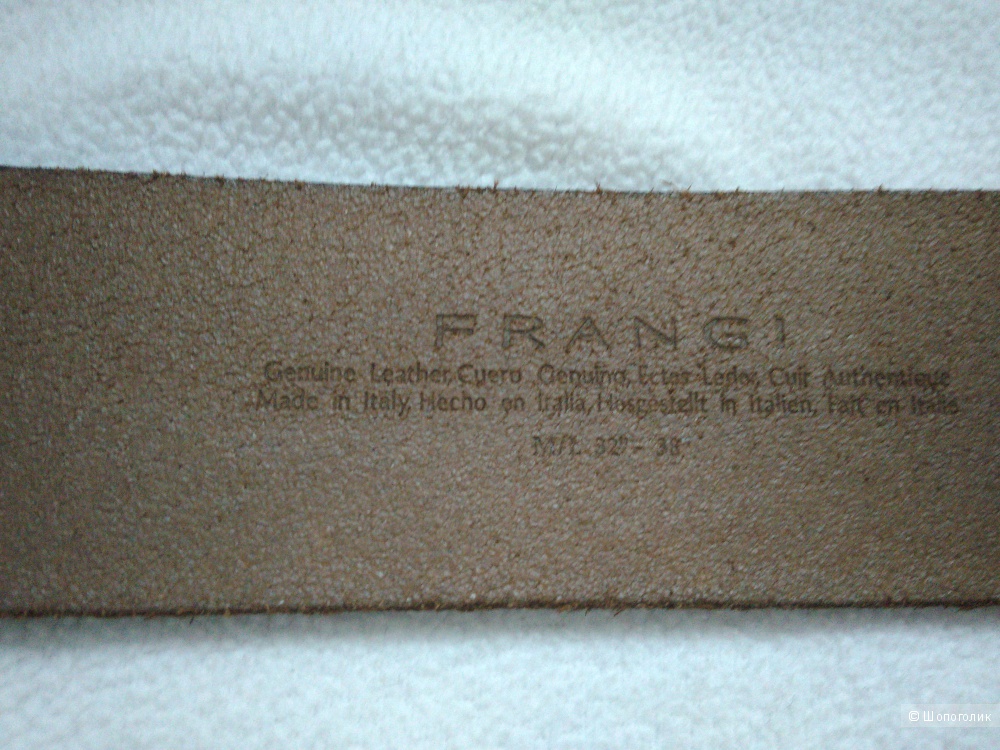 FRANGI
Genuine Leather, Cuero Genuino, Ectes Leder, Cuir Authentique
Made in Italy, Hecho en Italia, Hergestellt in Italien, Fait en Italie
M/L 32" - 38
© Шопоголик